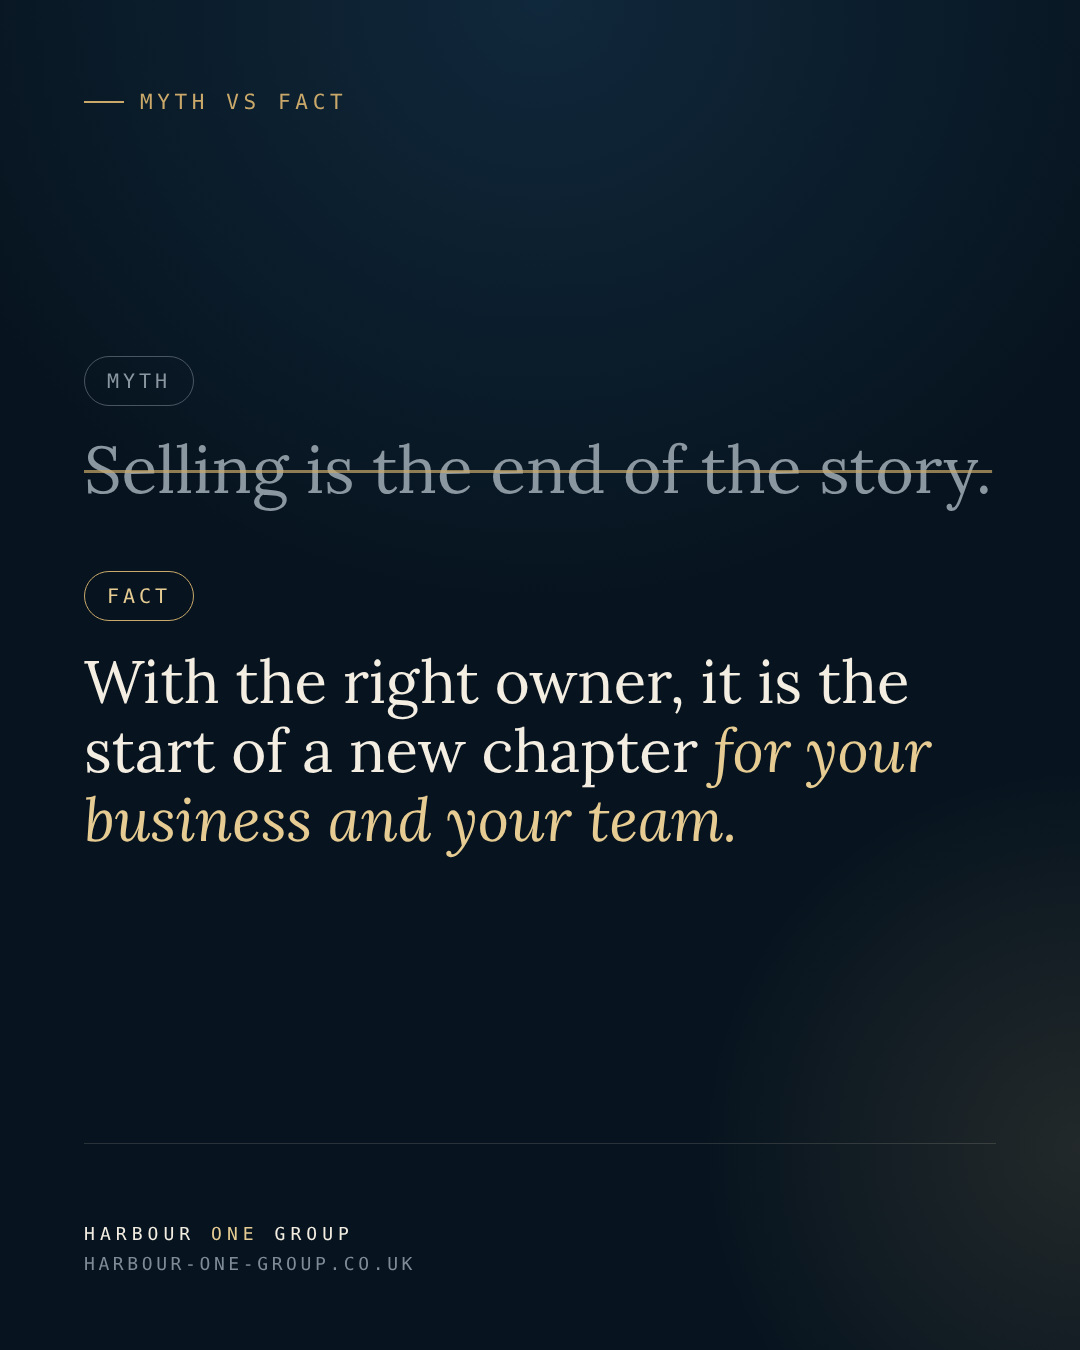 MYTH VS FACT
MYTH
Selling is the end of the story.
FACT
With the right owner, it is the
start of a new chapter for your
business and your team.
HARBOUR ONE GROUP
HARBOUR-ONE-GROUP.CO.UK